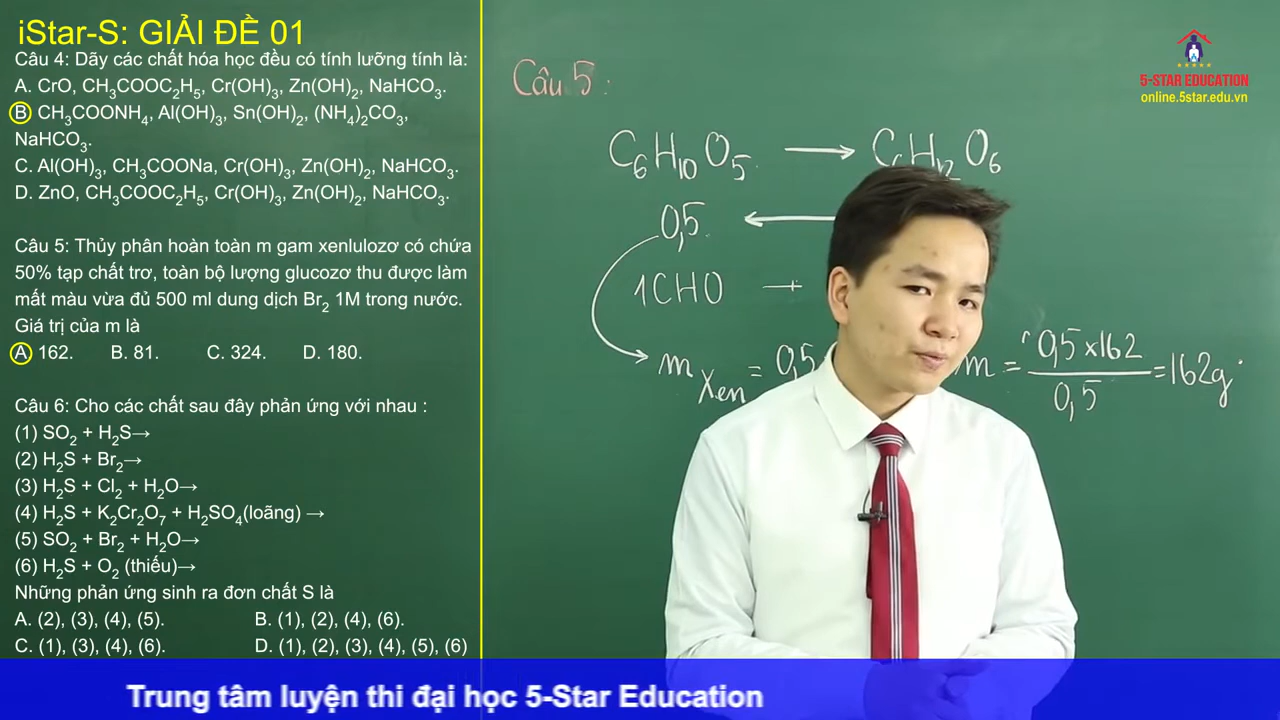 iStar-S: GIẢI ĐỀ 01
Câu 4: Dãy các chất hóa học đều có tính lưỡng tính là:
A. CrO, CH₃COOC₂H₅, Cr(OH)₃, Zn(OH)₂, NaHCO₃.
B CH₃COONH₄, Al(OH)₃, Sn(OH)₂, (NH₄)₂CO₃,
NaHCO₃.
C. Al(OH)₃, CH₃COONa, Cr(OH)₃, Zn(OH)₂, NaHCO₃.
D. ZnO, CH₃COOC₂H₅, Cr(OH)₃, Zn(OH)₂, NaHCO₃.
Câu 5: Thủy phân hoàn toàn m gam xenlulozơ có chứa
50% tạp chất trơ, toàn bộ lượng glucozơ thu được làm
mất màu vừa đủ 500 ml dung dịch Br₂ 1M trong nước.
Giá trị của m là
A 162. B. 81. C. 324. D. 180.
Câu 6: Cho các chất sau đây phản ứng với nhau :
(1) SO₂ + H₂S→
(2) H₂S + Br₂→
(3) H₂S + Cl₂ + H₂O→
(4) H₂S + K₂Cr₂O₇ + H₂SO₄(loãng) →
(5) SO₂ + Br₂ + H₂O→
(6) H₂S + O₂ (thiếu)→
Những phản ứng sinh ra đơn chất S là
A. (2), (3), (4), (5). B. (1), (2), (4), (6).
C. (1), (3), (4), (6). D. (1), (2), (3), (4), (5), (6)
Câu 5:
C₆H₁₀O₅ → C₆H₁₂O₆
0,5 ←
1CHO →
m Xen = 0,5
m = 0,5 x 162 / 0,5 = 162g
5-STAR EDUCATION
online.5star.edu.vn
Trung tâm luyện thi đại học 5-Star Education